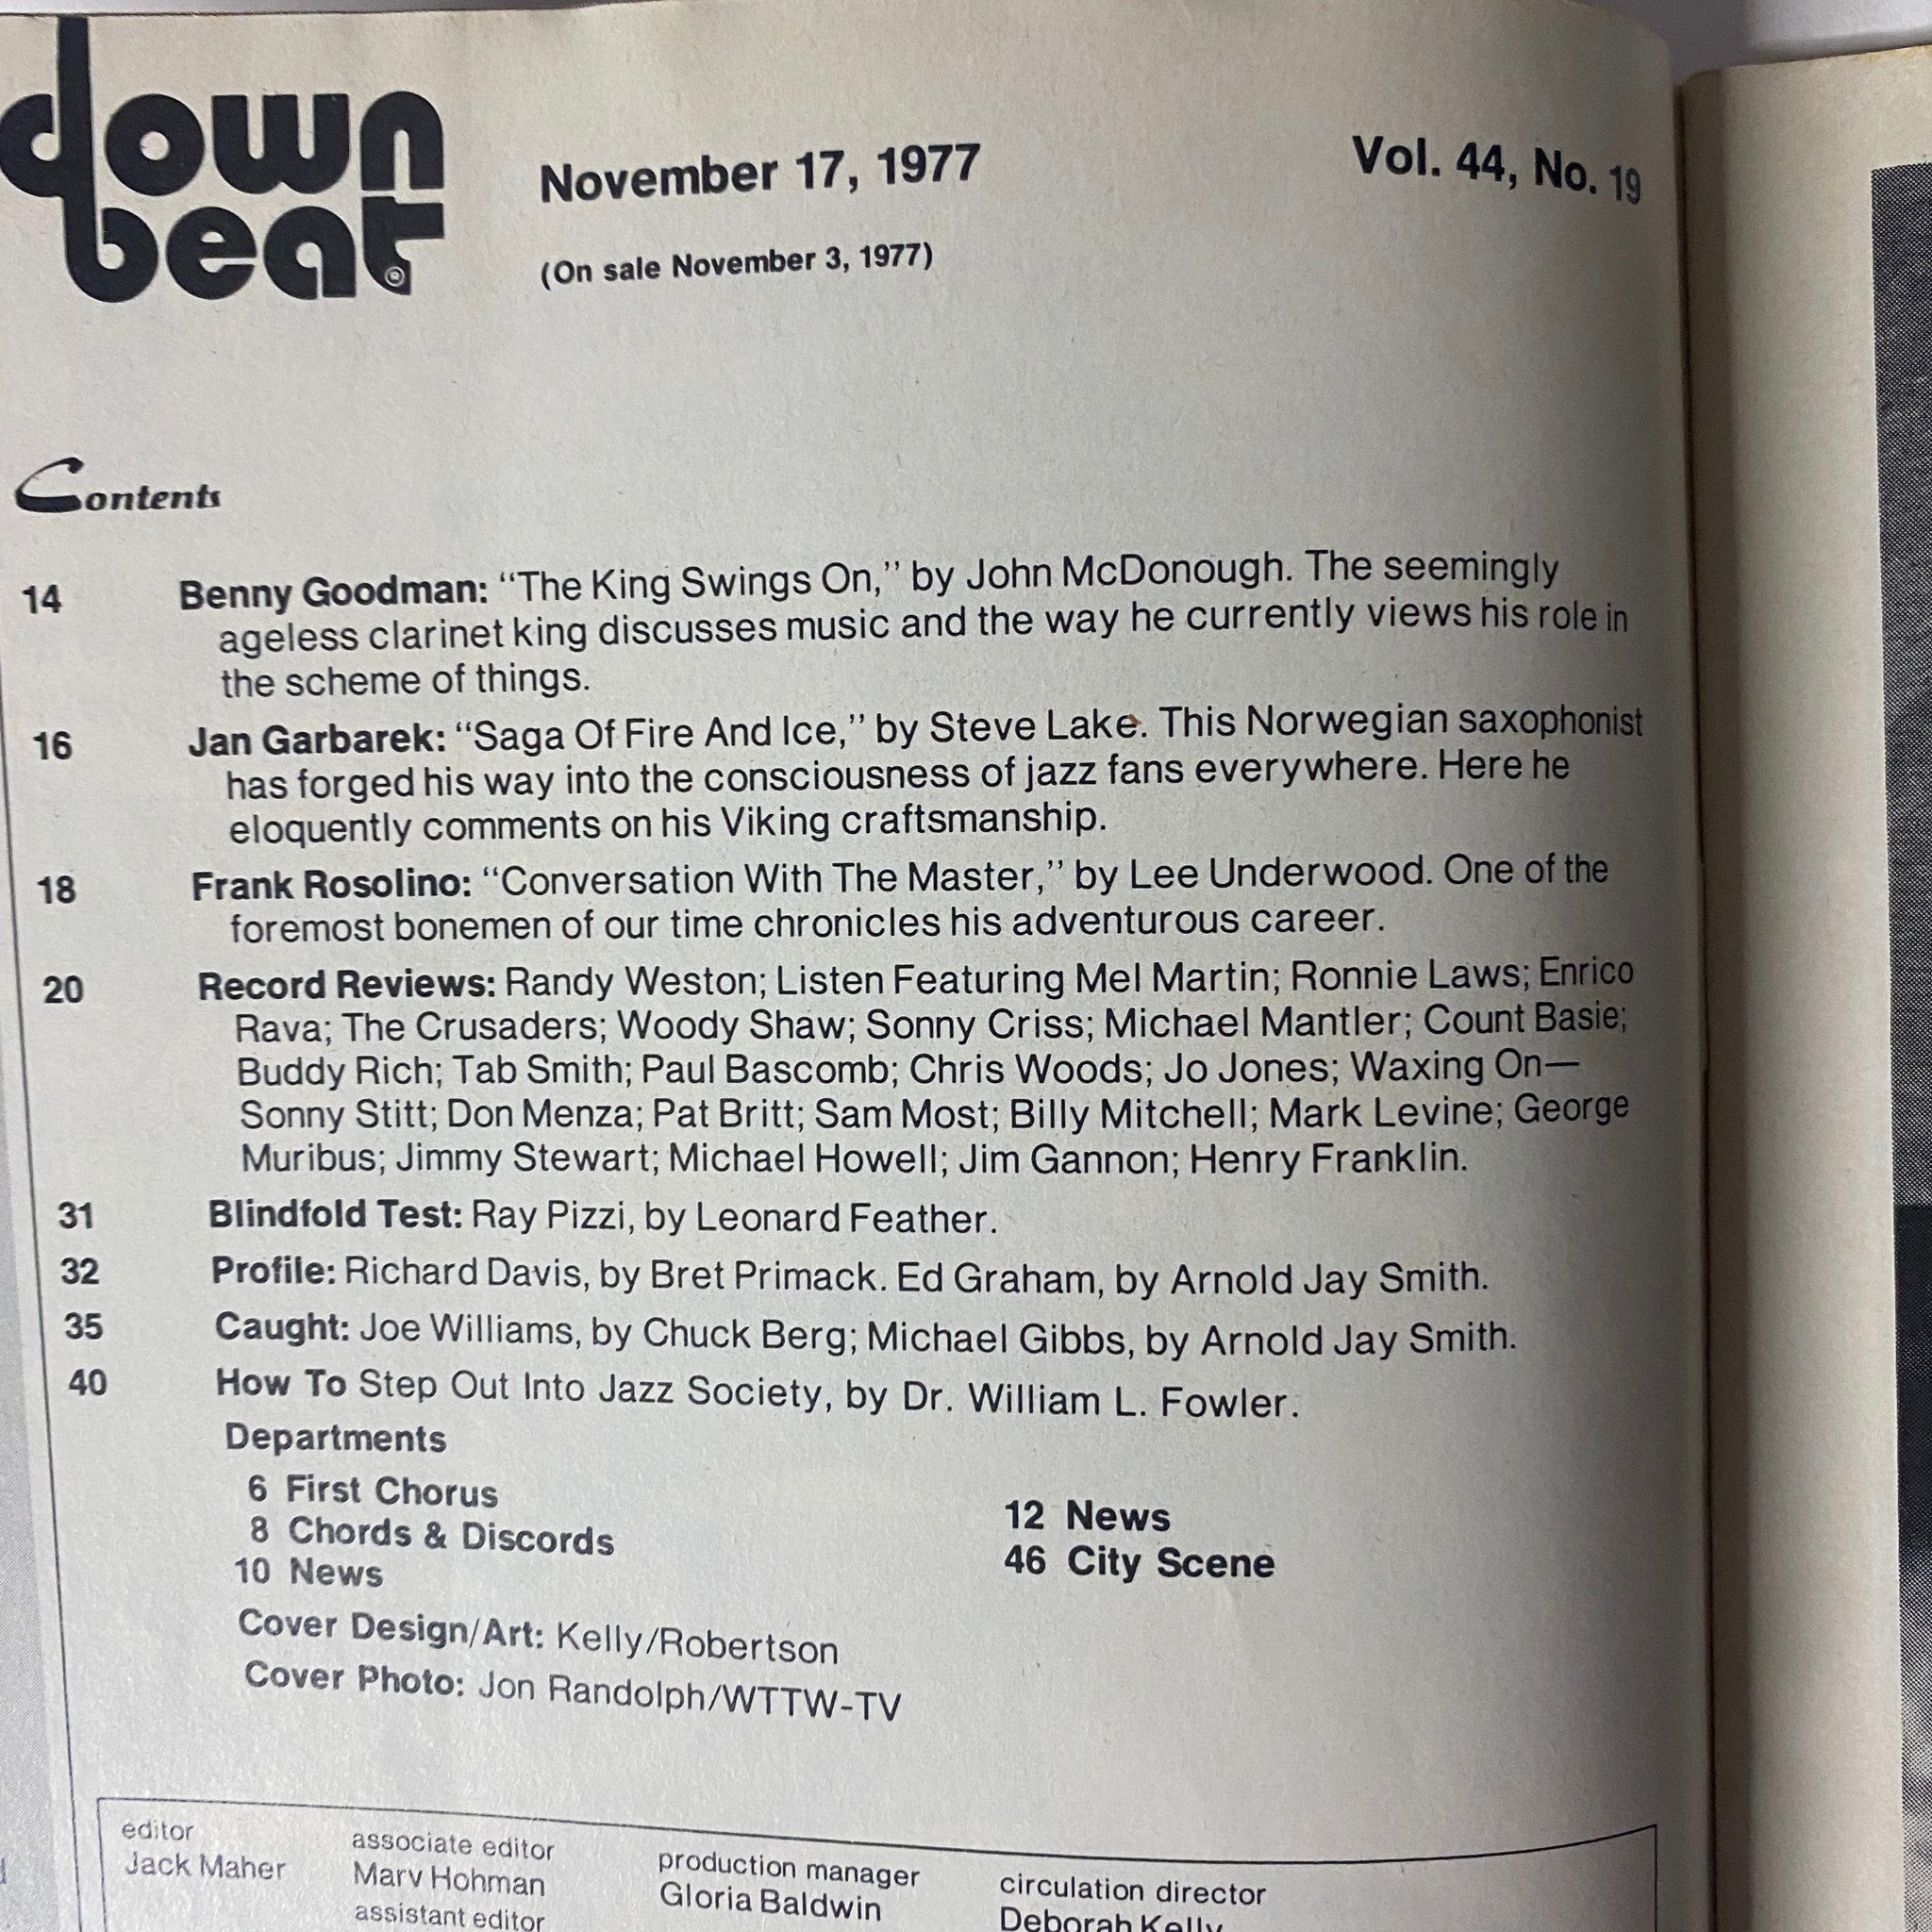 down
beat
November 17, 1977
Vol. 44, No. 19
(On sale November 3, 1977)
Contents
14 Benny Goodman: "The King Swings On," by John McDonough. The seemingly
ageless clarinet king discusses music and the way he currently views his role in
the scheme of things.
16 Jan Garbarek: "Saga Of Fire And Ice," by Steve Lake. This Norwegian saxophonist
has forged his way into the consciousness of jazz fans everywhere. Here he
eloquently comments on his Viking craftsmanship.
18 Frank Rosolino: "Conversation With The Master," by Lee Underwood. One of the
foremost bonemen of our time chronicles his adventurous career.
20 Record Reviews: Randy Weston; Listen Featuring Mel Martin; Ronnie Laws; Enrico
Rava; The Crusaders; Woody Shaw; Sonny Criss; Michael Mantler; Count Basie;
Buddy Rich; Tab Smith; Paul Bascomb; Chris Woods; Jo Jones; Waxing On—
Sonny Stitt; Don Menza; Pat Britt; Sam Most; Billy Mitchell; Mark Levine; George
Muribus; Jimmy Stewart; Michael Howell; Jim Gannon; Henry Franklin.
31 Blindfold Test: Ray Pizzi, by Leonard Feather.
32 Profile: Richard Davis, by Bret Primack. Ed Graham, by Arnold Jay Smith.
35 Caught: Joe Williams, by Chuck Berg; Michael Gibbs, by Arnold Jay Smith.
40 How To Step Out Into Jazz Society, by Dr. William L. Fowler.
Departments
6 First Chorus
8 Chords & Discords
10 News
12 News
46 City Scene
Cover Design/Art: Kelly/Robertson
Cover Photo: Jon Randolph/WTTW-TV
editor
Jack Maher
associate editor
Marv Hohman
assistant editor
production manager
Gloria Baldwin
circulation director
Deborah Kelly